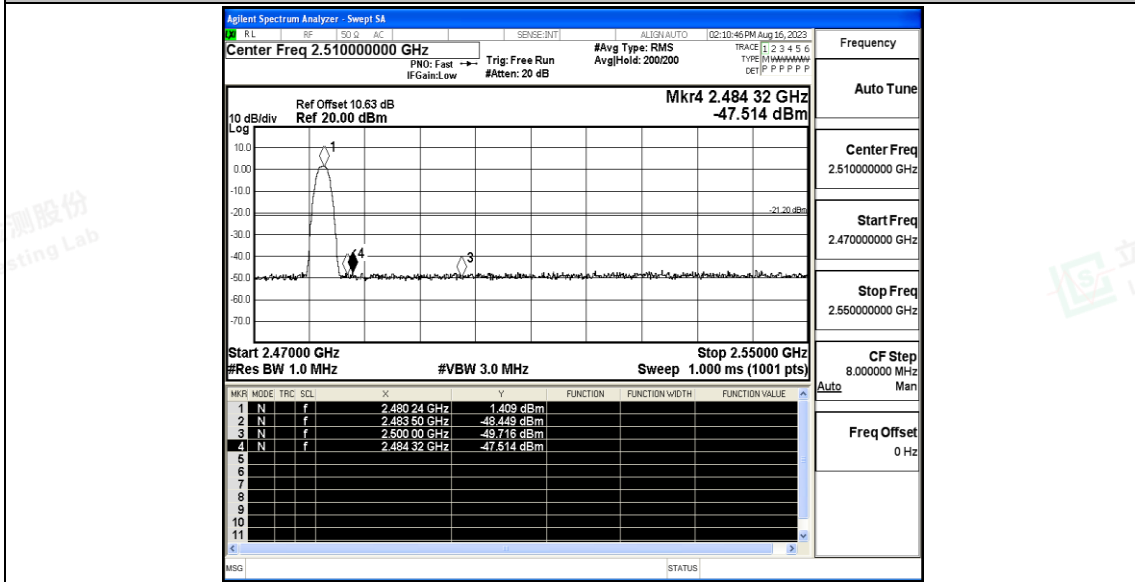 Agilent Spectrum Analyzer - Swept SA
LXI RL RF 50 Ω AC SENSE:INT ALIGN AUTO 02:10:46 PM Aug 16, 2023
Center Freq 2.510000000 GHz
PNO: Fast
IFGain:Low
Trig: Free Run
#Atten: 20 dB
#Avg Type: RMS
Avg|Hold: 200/200
TRACE 1 2 3 4 5 6
TYPE M
DET P P P P P P
Frequency
Auto Tune
Center Freq
2.510000000 GHz
Start Freq
2.470000000 GHz
Stop Freq
2.550000000 GHz
CF Step
8.000000 MHz
Auto Man
Freq Offset
0 Hz
Mkr4 2.484 32 GHz
-47.514 dBm
Ref Offset 10.63 dB
10 dB/div Ref 20.00 dBm
Log
10.0
0.00
-10.0
-20.0
-30.0
-40.0
-50.0
-60.0
-70.0
1
4
3
-21.20 dBm
Start 2.47000 GHz Stop 2.55000 GHz
#Res BW 1.0 MHz #VBW 3.0 MHz Sweep 1.000 ms (1001 pts)
MKR MODE TRC SCL X Y FUNCTION FUNCTION WIDTH FUNCTION VALUE
1 N f 2.480 24 GHz 1.409 dBm
2 N f 2.483 50 GHz -48.449 dBm
3 N f 2.500 00 GHz -49.716 dBm
4 N f 2.484 32 GHz -47.514 dBm
5
6
7
8
9
10
11
MSG STATUS
测股份
sting Lab
立